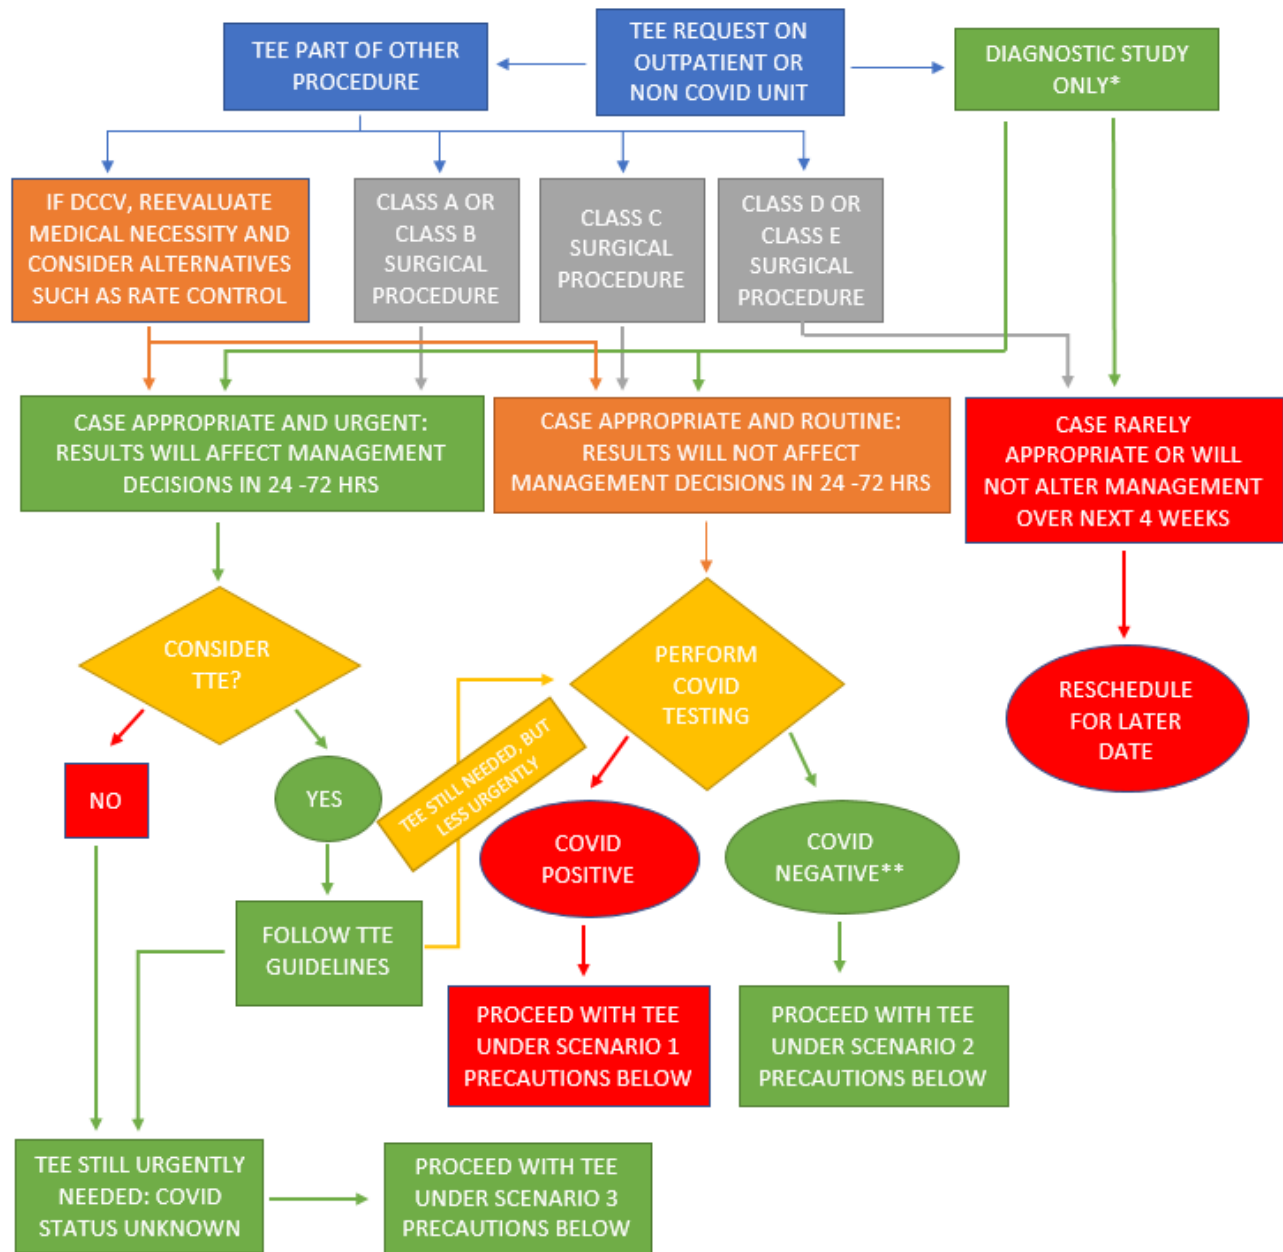 TEE PART OF OTHER
PROCEDURE
TEE REQUEST ON
OUTPATIENT OR
NON COVID UNIT
DIAGNOSTIC STUDY
ONLY*
IF DCCV, REEVALUATE
MEDICAL NECESSITY AND
CONSIDER ALTERNATIVES
SUCH AS RATE CONTROL
CLASS A OR
CLASS B
SURGICAL
PROCEDURE
CLASS C
SURGICAL
PROCEDURE
CLASS D OR
CLASS E
SURGICAL
PROCEDURE
CASE APPROPRIATE AND URGENT:
RESULTS WILL AFFECT MANAGEMENT
DECISIONS IN 24 -72 HRS
CASE APPROPRIATE AND ROUTINE:
RESULTS WILL NOT AFFECT
MANAGEMENT DECISIONS IN 24 -72 HRS
CASE RARELY
APPROPRIATE OR WILL
NOT ALTER MANAGEMENT
OVER NEXT 4 WEEKS
CONSIDER
TTE?
PERFORM
COVID
TESTING
RESCHEDULE
FOR LATER
DATE
NO
YES
TEE STILL NEEDED, BUT
LESS URGENTLY
COVID
POSITIVE
COVID
NEGATIVE**
FOLLOW TTE
GUIDELINES
PROCEED WITH TEE
UNDER SCENARIO 1
PRECAUTIONS BELOW
PROCEED WITH TEE
UNDER SCENARIO 2
PRECAUTIONS BELOW
TEE STILL URGENTLY
NEEDED: COVID
STATUS UNKNOWN
PROCEED WITH TEE
UNDER SCENARIO 3
PRECAUTIONS BELOW